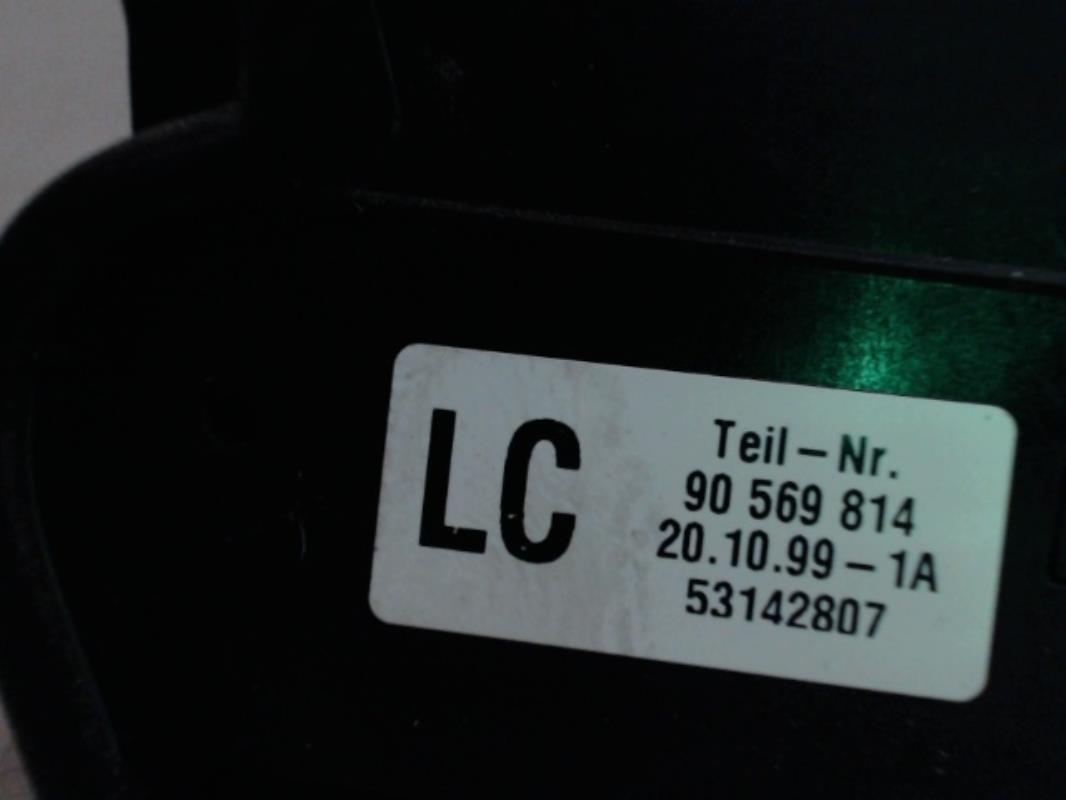 LC
Teil-Nr.
90 569 814
20.10.99-1A
53142807